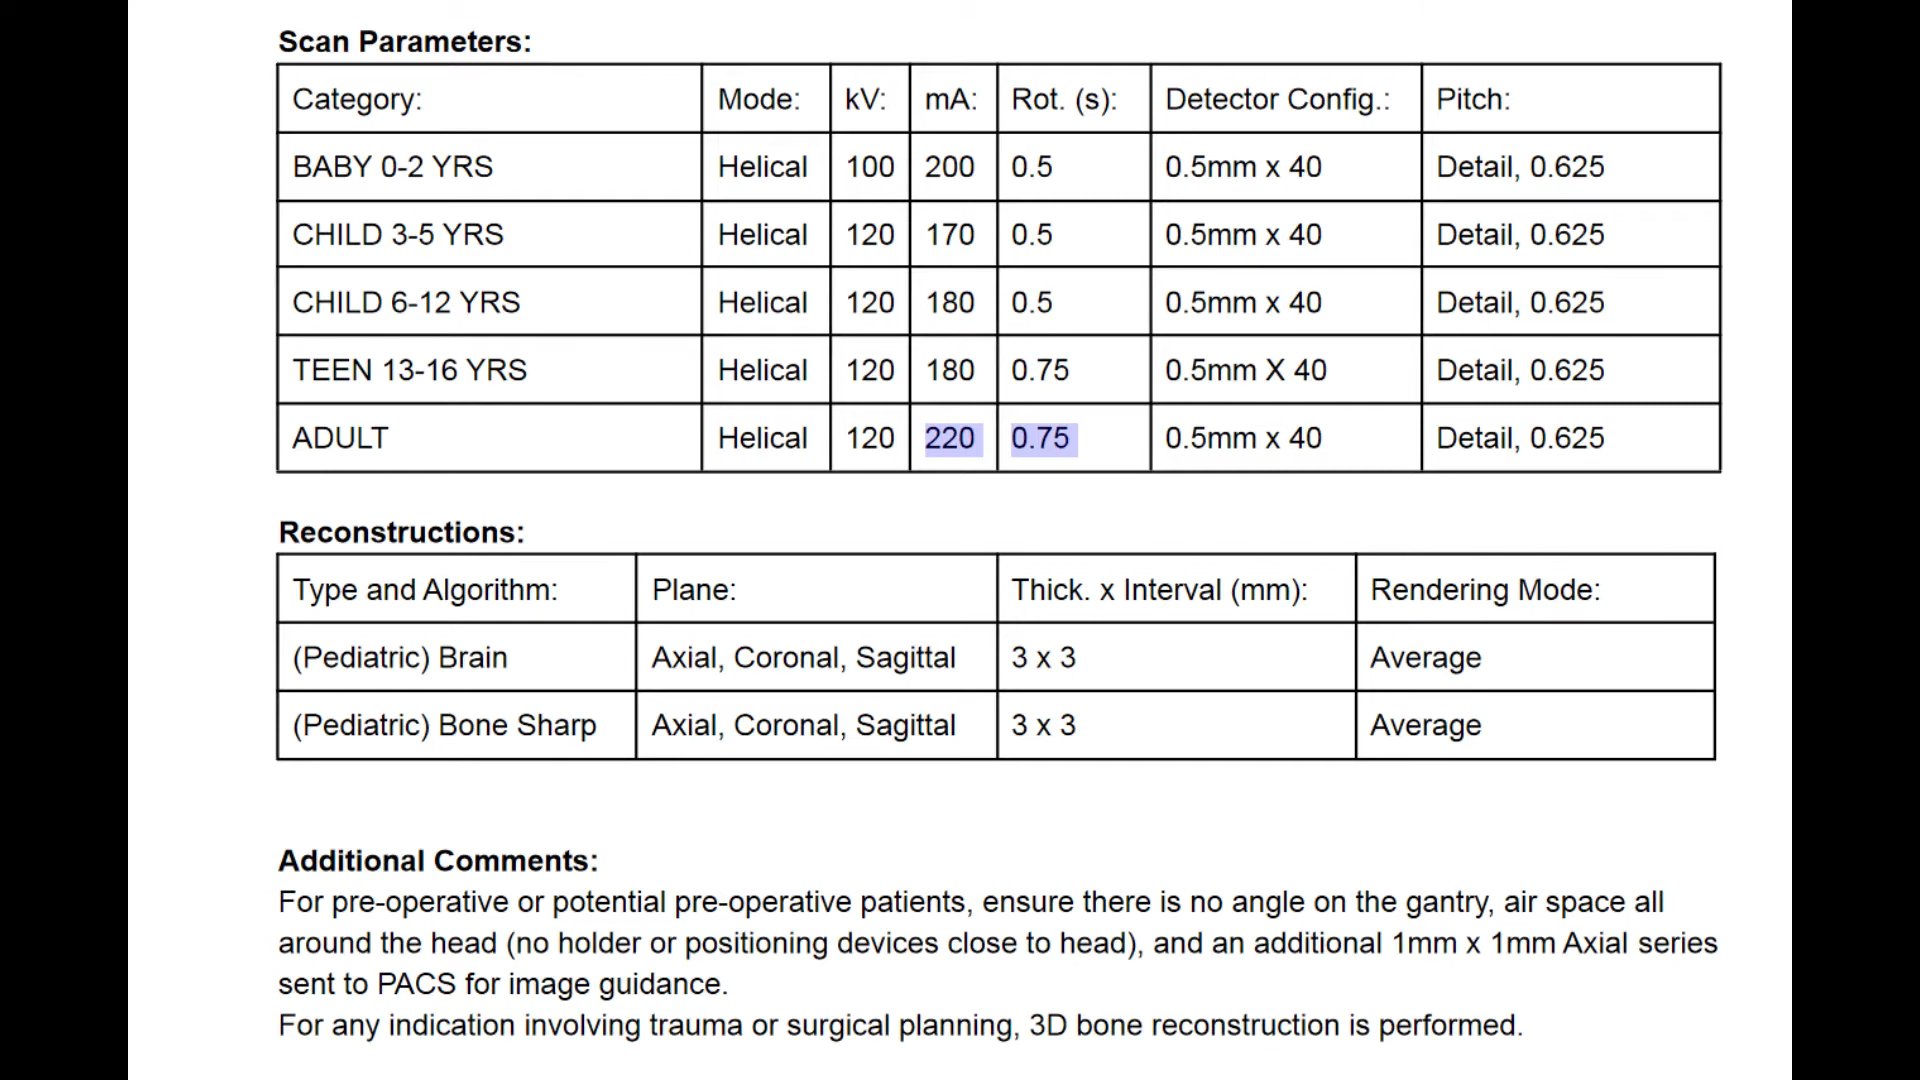 Scan Parameters:
Category: Mode: kV: mA: Rot. (s): Detector Config.: Pitch:
BABY 0-2 YRS Helical 100 200 0.5 0.5mm x 40 Detail, 0.625
CHILD 3-5 YRS Helical 120 170 0.5 0.5mm x 40 Detail, 0.625
CHILD 6-12 YRS Helical 120 180 0.5 0.5mm x 40 Detail, 0.625
TEEN 13-16 YRS Helical 120 180 0.75 0.5mm X 40 Detail, 0.625
ADULT Helical 120 220 0.75 0.5mm x 40 Detail, 0.625
Reconstructions:
Type and Algorithm: Plane: Thick. x Interval (mm): Rendering Mode:
(Pediatric) Brain Axial, Coronal, Sagittal 3 x 3 Average
(Pediatric) Bone Sharp Axial, Coronal, Sagittal 3 x 3 Average
Additional Comments:
For pre-operative or potential pre-operative patients, ensure there is no angle on the gantry, air space all
around the head (no holder or positioning devices close to head), and an additional 1mm x 1mm Axial series
sent to PACS for image guidance.
For any indication involving trauma or surgical planning, 3D bone reconstruction is performed.